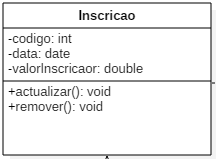 Inscricao
-codigo: int
-data: date
-valorInscricaor: double
+actualizar(): void
+remover(): void